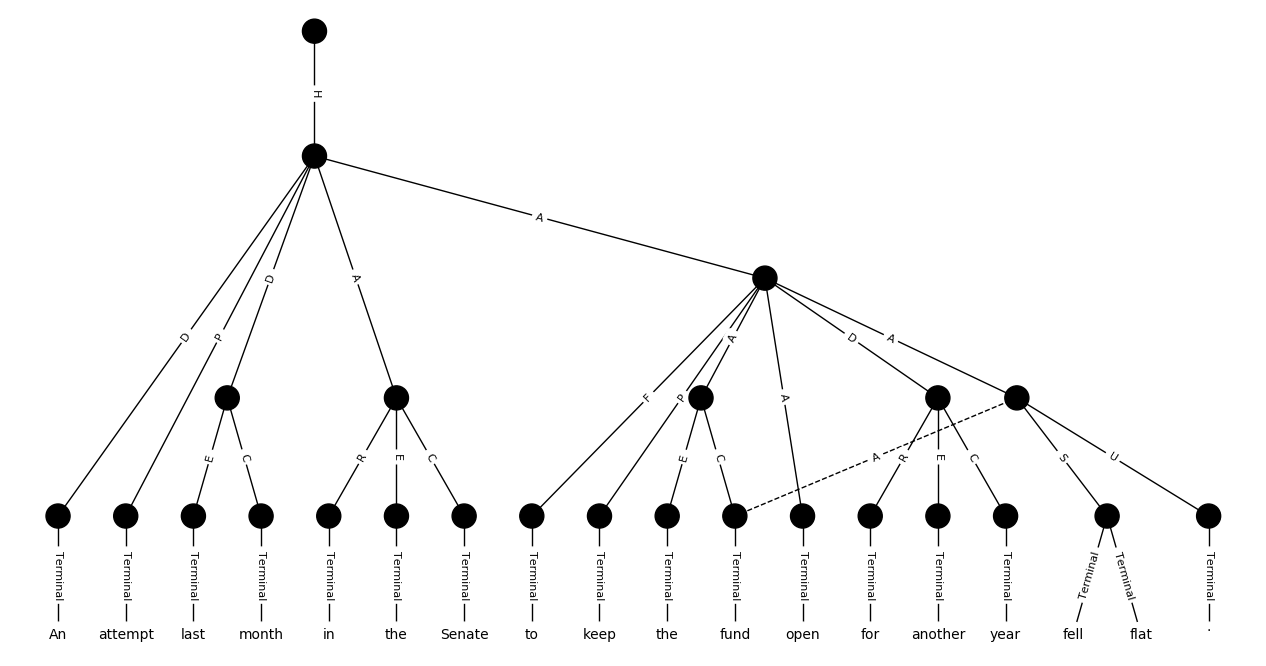 H
A
D
P
D
A
F
P
A
A
D
A
E
C
R
E
C
E
C
A
R
E
C
S
U
Terminal Terminal Terminal Terminal Terminal Terminal Terminal Terminal Terminal Terminal Terminal Terminal Terminal Terminal Terminal Terminal Terminal Terminal
An attempt last month in the Senate to keep the fund open for another year fell flat .